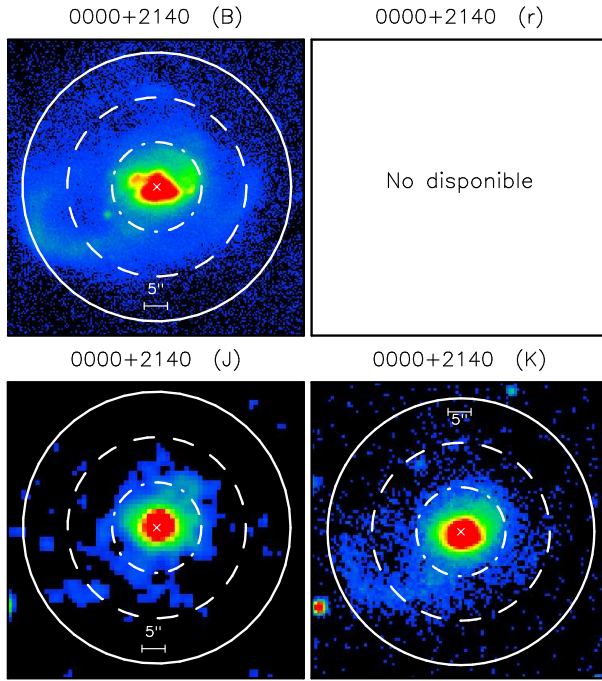 0000+2140 (B)
0000+2140 (r)
5''
No disponible
0000+2140 (J)
0000+2140 (K)
5''
5''